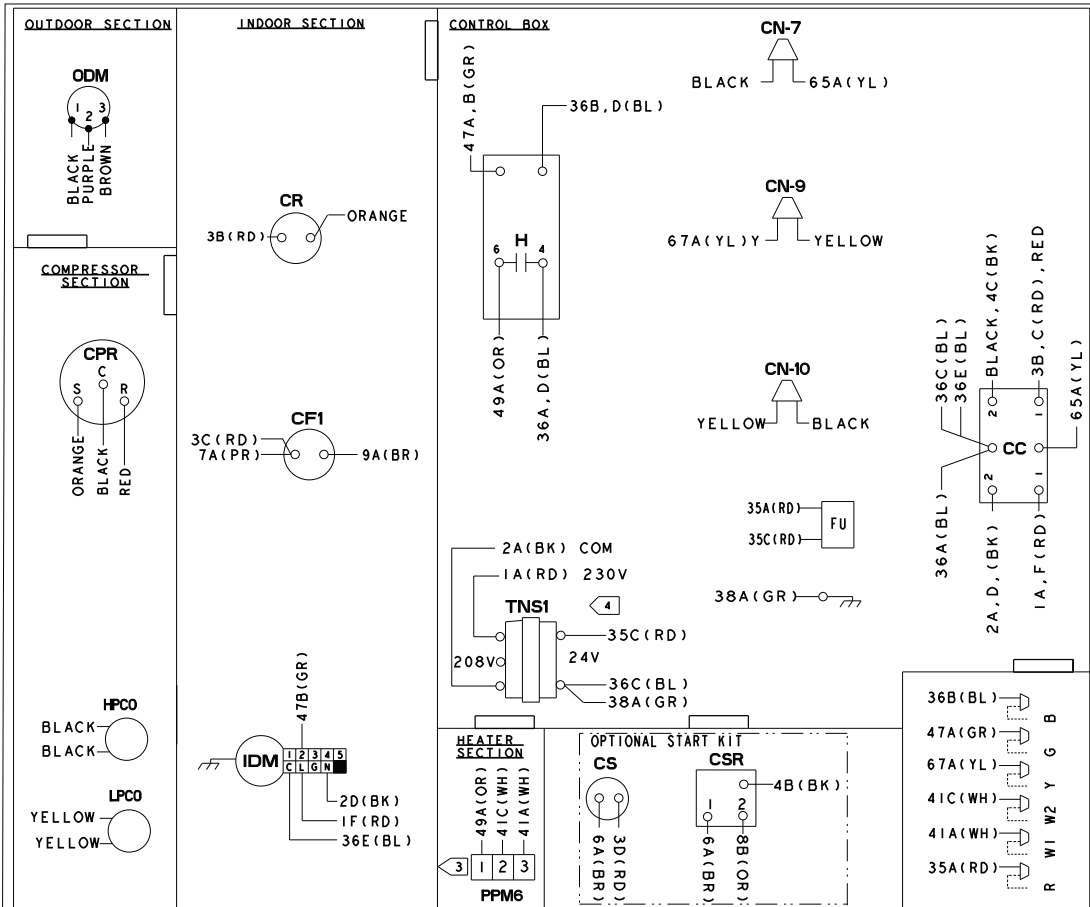 OUTDOOR SECTION
ODM
1 2 3
BLACK
PURPLE
BROWN
COMPRESSOR
SECTION
CPR
C
S R
ORANGE
BLACK
RED
HPCO
BLACK
BLACK
LPCO
YELLOW
YELLOW
INDOOR SECTION
CR
3B(RD)
ORANGE
CF1
3C(RD)
7A(PR)
9A(BR)
47B(GR)
IDM
1 2 3 4 5
C L G N
2D(BK)
1F(RD)
36E(BL)
CONTROL BOX
47A,B(GR)
36B,D(BL)
H
6 4
49A(OR)
36A,D(BL)
CN-7
BLACK
65A(YL)
CN-9
67A(YL)Y
YELLOW
CN-10
YELLOW
BLACK
35A(RD)
35C(RD)
FU
38A(GR)
36C(BL)
36E(BL)
BLACK,4C(BK)
3B,C(RD),RED
65A(YL)
2 1
CC
2 1
36A(BL)
2A,D,(BK)
1A,F(RD)
2A(BK) COM
1A(RD) 230V
TNS1
4
35C(RD)
208V
24V
36C(BL)
38A(GR)
HEATER
SECTION
49A(OR)
41C(WH)
41A(WH)
3
1 2 3
PPM6
OPTIONAL START KIT
CS
6A(BR)
3D(RD)
CSR
4B(BK)
1 2
6A(BR)
8B(OR)
36B(BL)
B
47A(GR)
G
67A(YL)
Y
41C(WH)
W2
41A(WH)
W1
35A(RD)
R